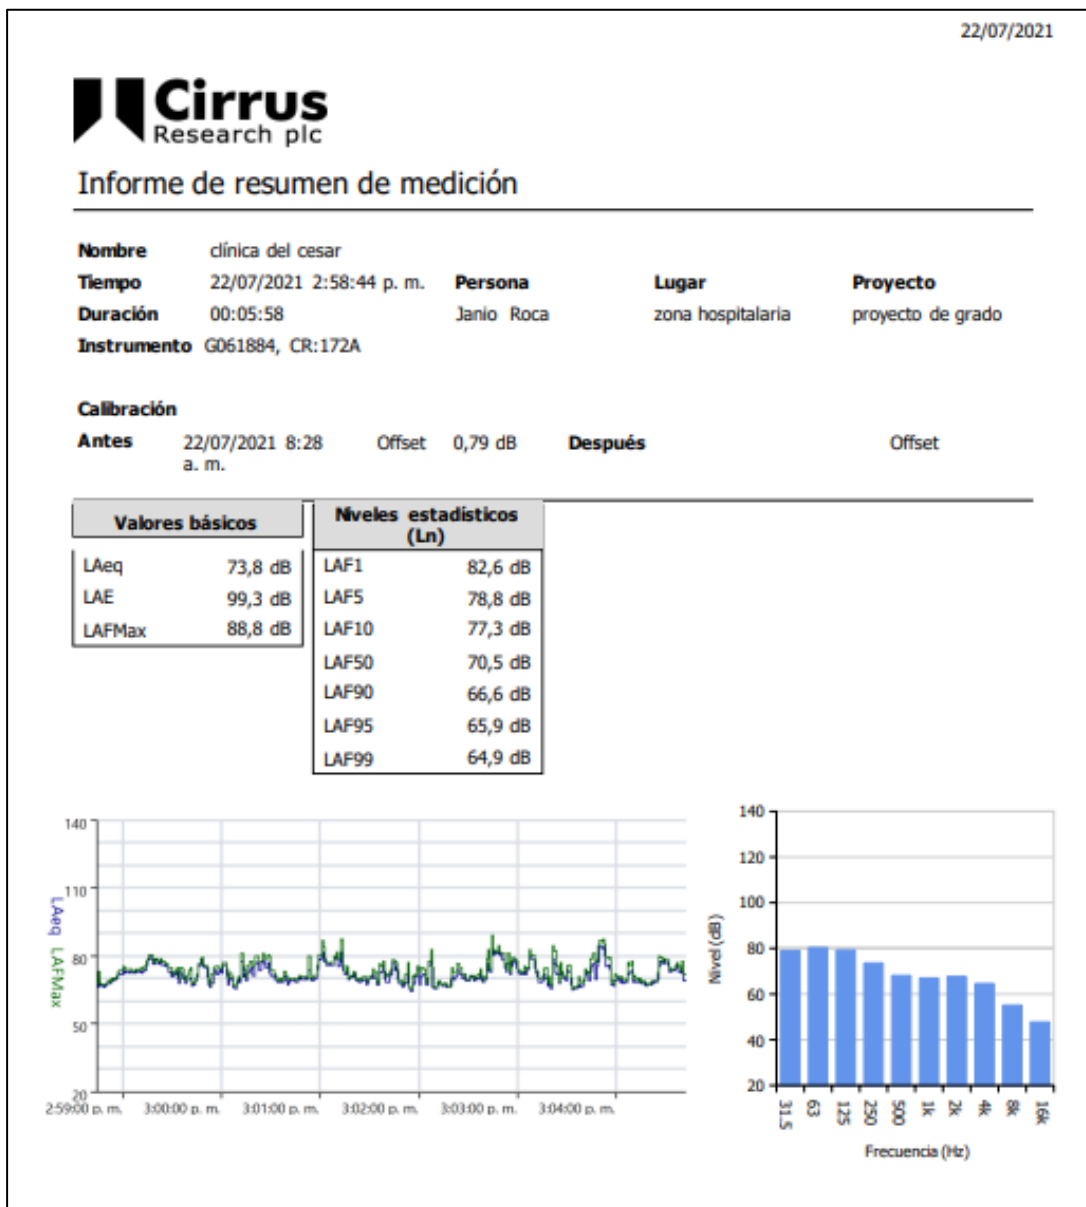 22/07/2021
Cirrus
Research plc
Informe de resumen de medición
Nombre clínica del cesar
Tiempo 22/07/2021 2:58:44 p. m. Persona Lugar Proyecto
Duración 00:05:58 Janio Roca zona hospitalaria proyecto de grado
Instrumento G061884, CR:172A
Calibración
Antes 22/07/2021 8:28 a. m. Offset 0,79 dB Después Offset
Valores básicos
LAeq 73,8 dB
LAE 99,3 dB
LAFMax 88,8 dB
Niveles estadísticos
(Ln)
LAF1 82,6 dB
LAF5 78,8 dB
LAF10 77,3 dB
LAF50 70,5 dB
LAF90 66,6 dB
LAF95 65,9 dB
LAF99 64,9 dB
LAeq LAFMax
140
110
80
50
20
2:59:00 p. m. 3:00:00 p. m. 3:01:00 p. m. 3:02:00 p. m. 3:03:00 p. m. 3:04:00 p. m.
Nivel (dB)
140
120
100
80
60
40
20
31.5 63 125 250 500 1k 2k 4k 8k 16k
Frecuencia (Hz)